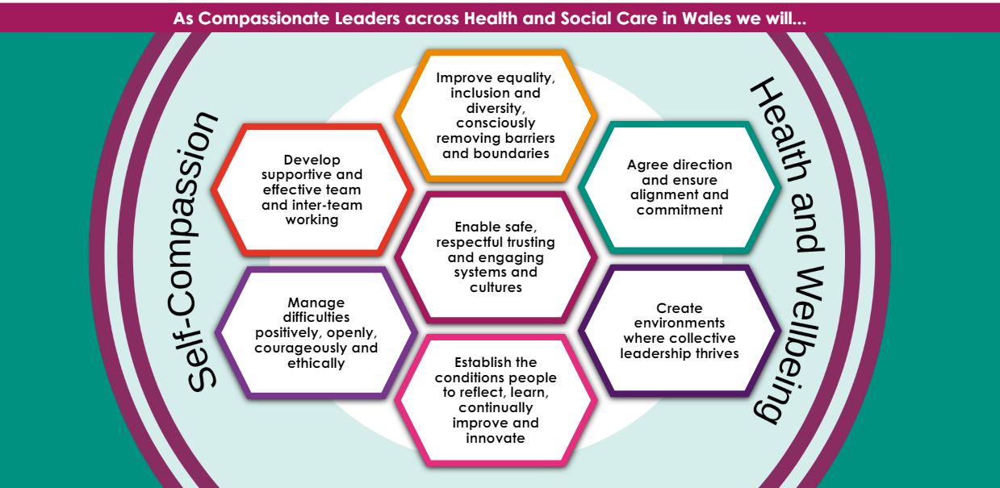 As Compassionate Leaders across Health and Social Care in Wales we will...
Self-Compassion
Health and Wellbeing
Improve equality,
inclusion and
diversity,
consciously
removing barriers
and boundaries
Develop
supportive and
effective team
and inter-team
working
Agree direction
and ensure
alignment and
commitment
Enable safe,
respectful trusting
and engaging
systems and
cultures
Manage
difficulties
positively, openly,
courageously and
ethically
Create
environments
where collective
leadership thrives
Establish the
conditions people
to reflect, learn,
continually
improve and
innovate